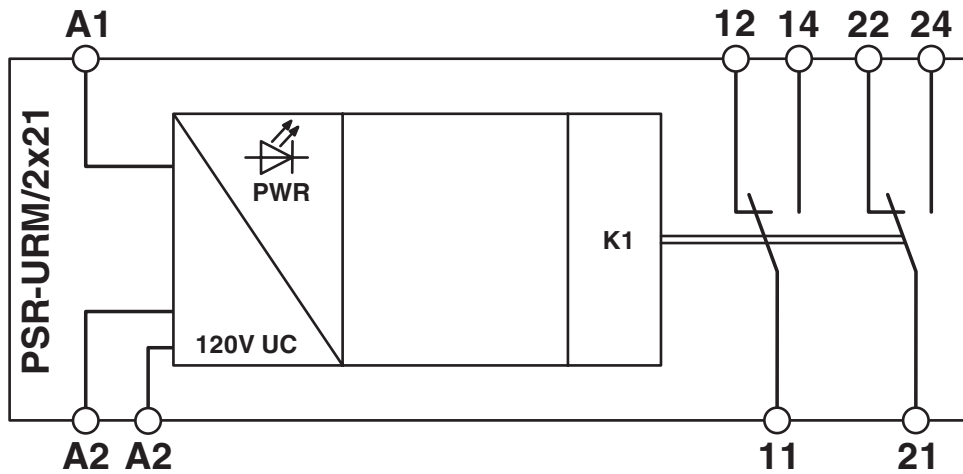 A1 12 14 22 24
PSR-URM/2x21
PWR
K1
120V UC
A2 A2 11 21